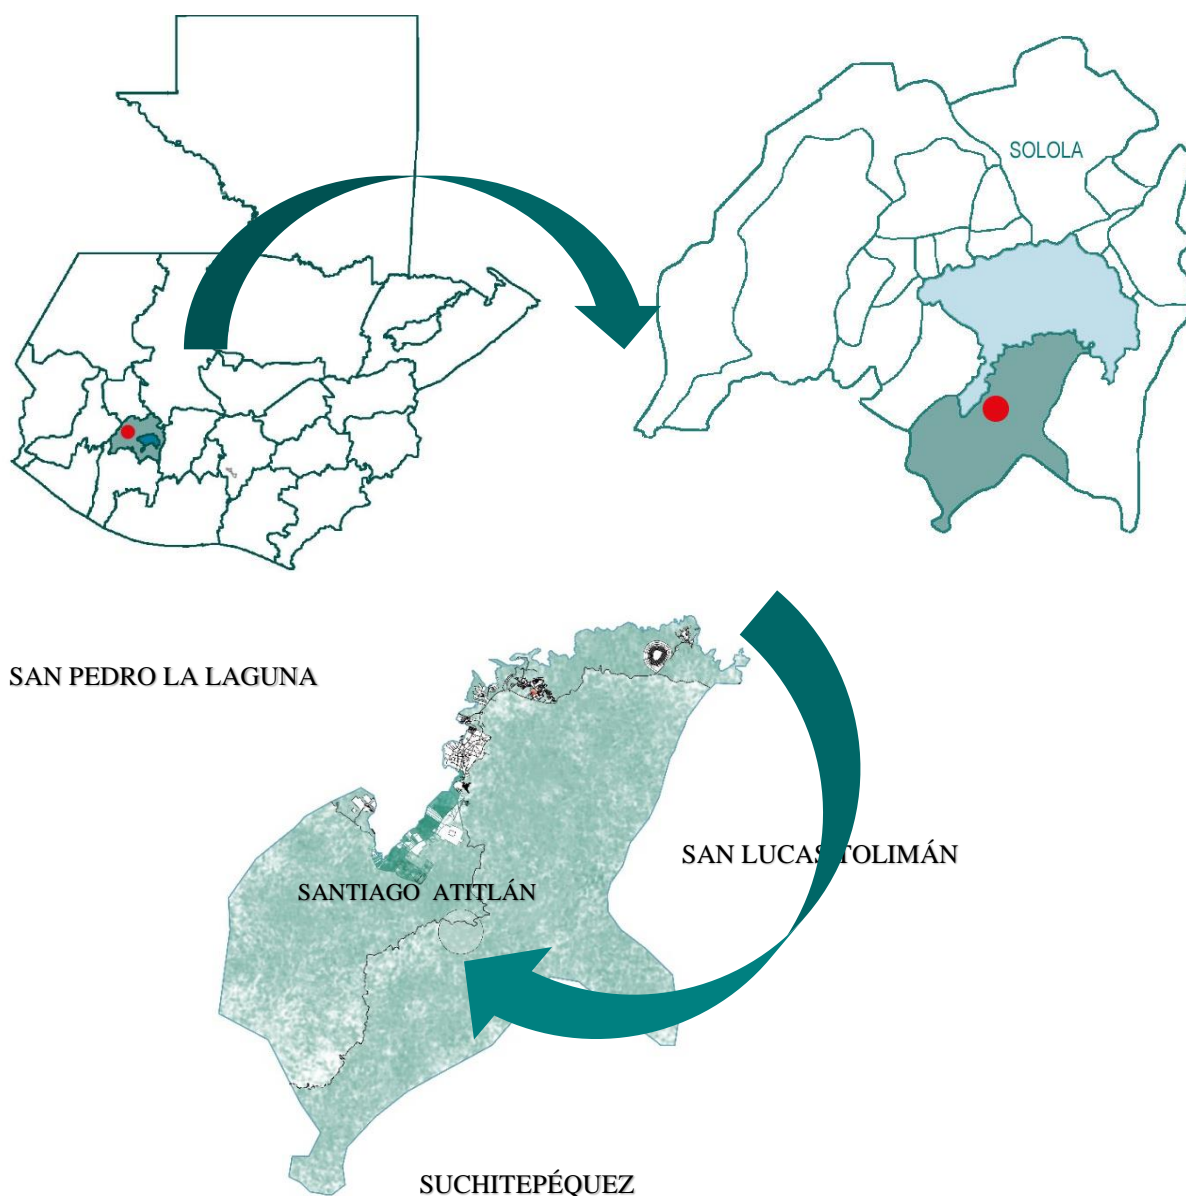 SOLOLA
SAN PEDRO LA LAGUNA
SAN LUCAS TOLIMÁN
SANTIAGO ATITLÁN
SUCHITEPÉQUEZ